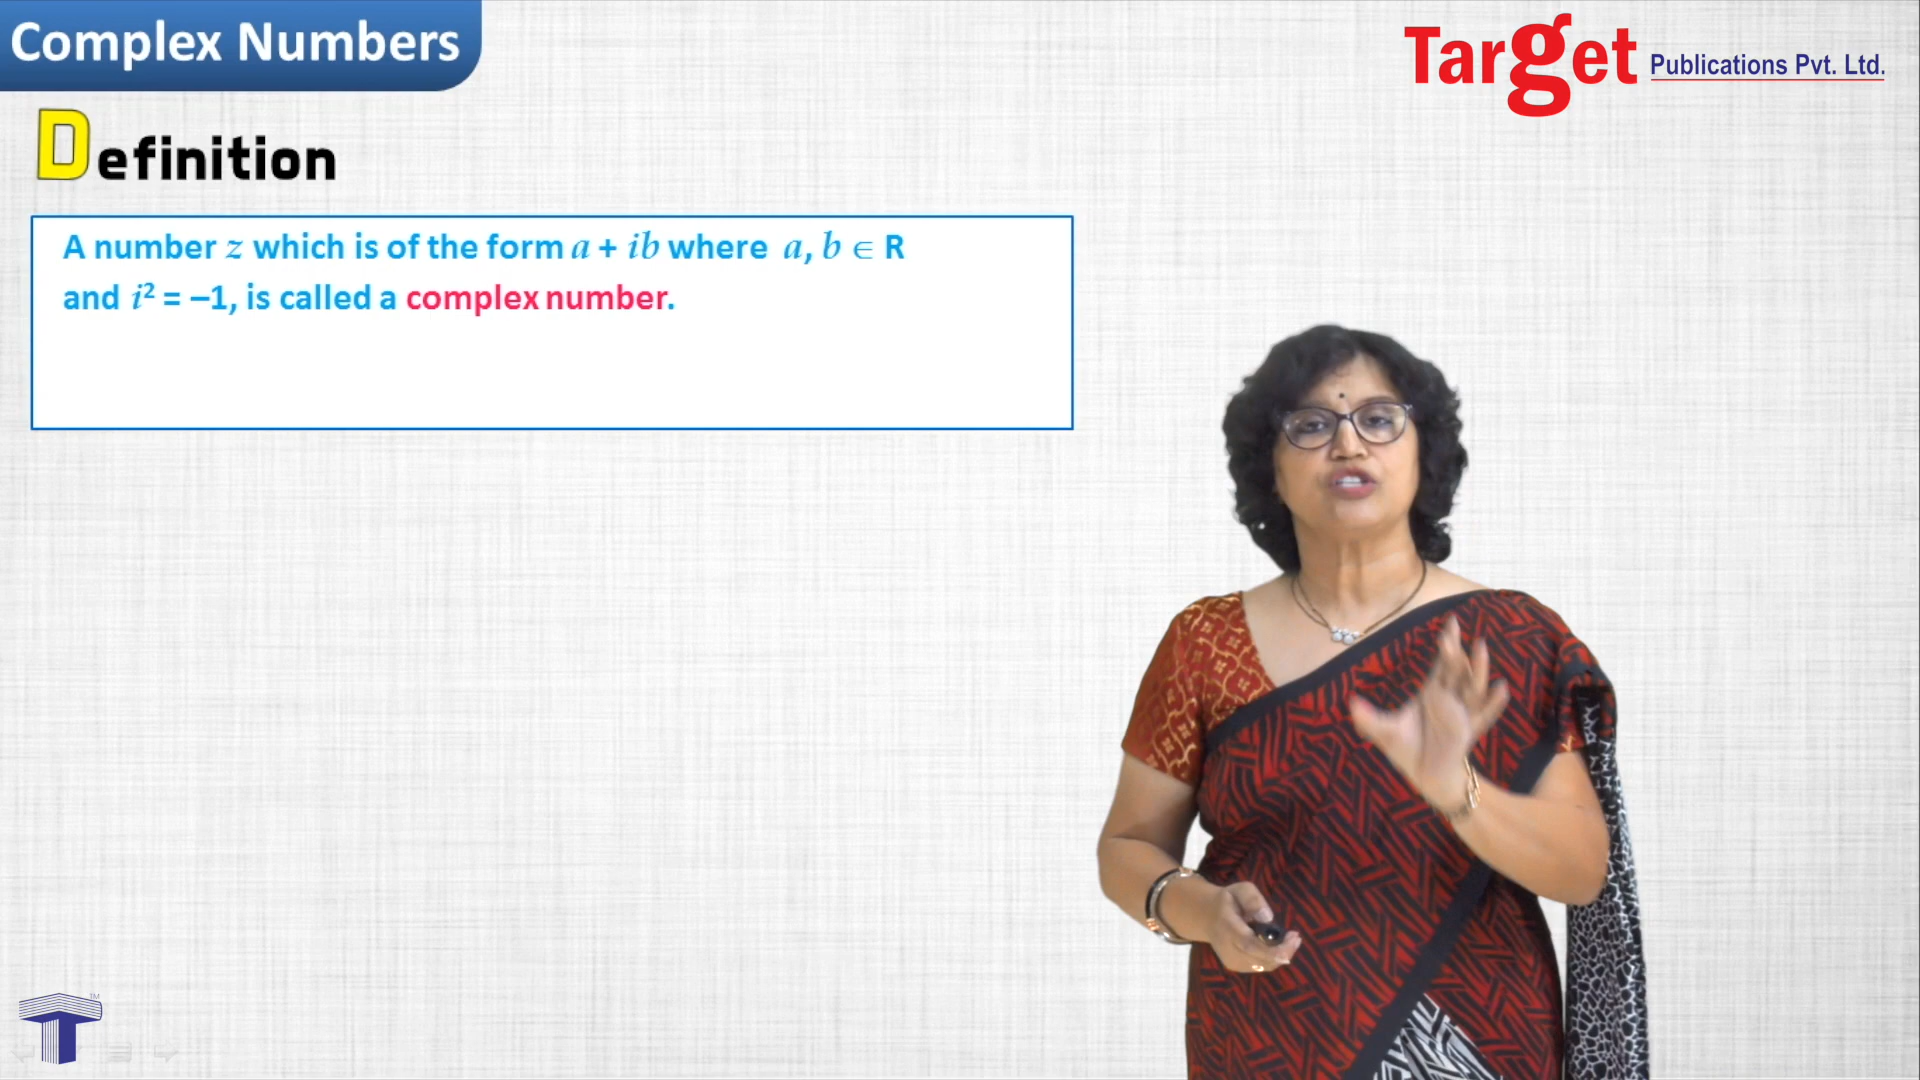 Complex Numbers
Target Publications Pvt. Ltd.
Definition
A number z which is of the form a + ib where a, b ∈ R
and i² = –1, is called a complex number.
T™